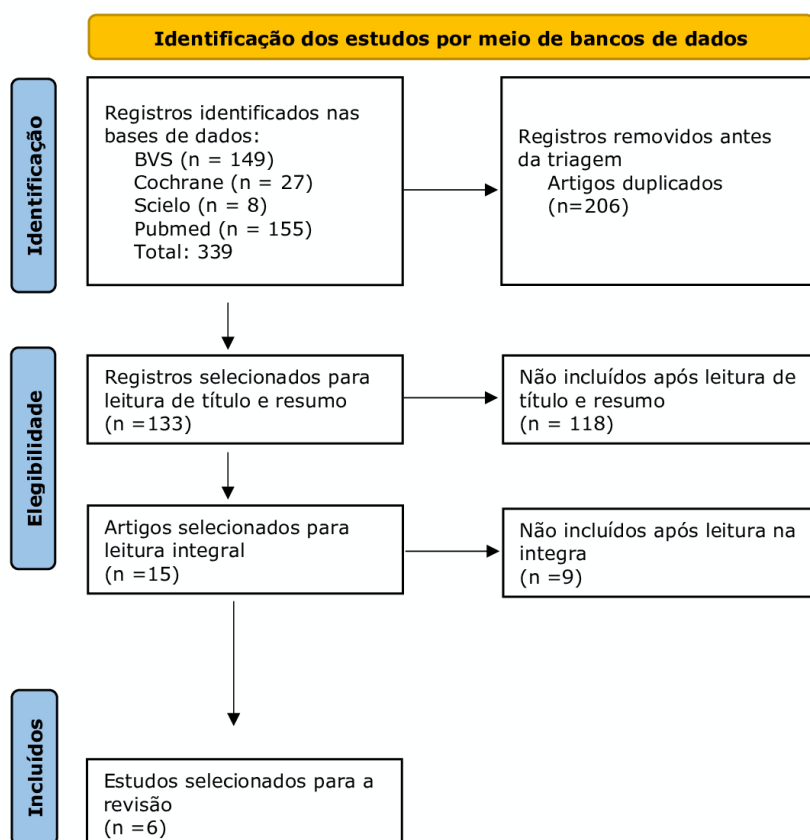 Identificação dos estudos por meio de bancos de dados
Identificação
Registros identificados nas
bases de dados:
BVS (n = 149)
Cochrane (n = 27)
Scielo (n = 8)
Pubmed (n = 155)
Total: 339
Registros removidos antes
da triagem
Artigos duplicados
(n=206)
Elegibilidade
Registros selecionados para
leitura de título e resumo
(n =133)
Não incluídos após leitura de
título e resumo
(n = 118)
Artigos selecionados para
leitura integral
(n =15)
Não incluídos após leitura na
integra
(n =9)
Incluídos
Estudos selecionados para a
revisão
(n =6)